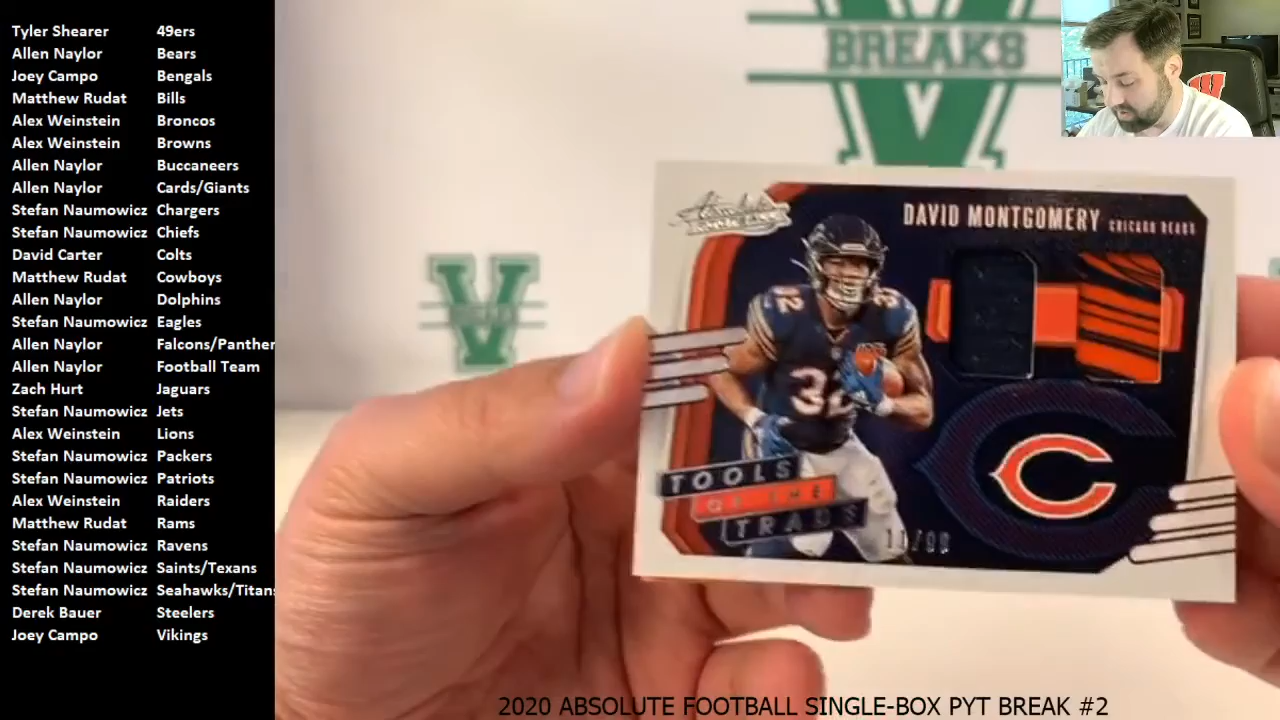 Tyler Shearer 49ers
Allen Naylor Bears
Joey Campo Bengals
Matthew Rudat Bills
Alex Weinstein Broncos
Alex Weinstein Browns
Allen Naylor Buccaneers
Allen Naylor Cards/Giants
Stefan Naumowicz Chargers
Stefan Naumowicz Chiefs
David Carter Colts
Matthew Rudat Cowboys
Allen Naylor Dolphins
Stefan Naumowicz Eagles
Allen Naylor Falcons/Panther
Allen Naylor Football Team
Zach Hurt Jaguars
Stefan Naumowicz Jets
Alex Weinstein Lions
Stefan Naumowicz Packers
Stefan Naumowicz Patriots
Alex Weinstein Raiders
Matthew Rudat Rams
Stefan Naumowicz Ravens
Stefan Naumowicz Saints/Texans
Stefan Naumowicz Seahawks/Titans
Derek Bauer Steelers
Joey Campo Vikings
BREAKS
V
W
DAVID MONTGOMERY CHICAGO BEARS
32
32
TOOLS
OF THE
TRADE
C
2020 ABSOLUTE FOOTBALL SINGLE-BOX PYT BREAK #2